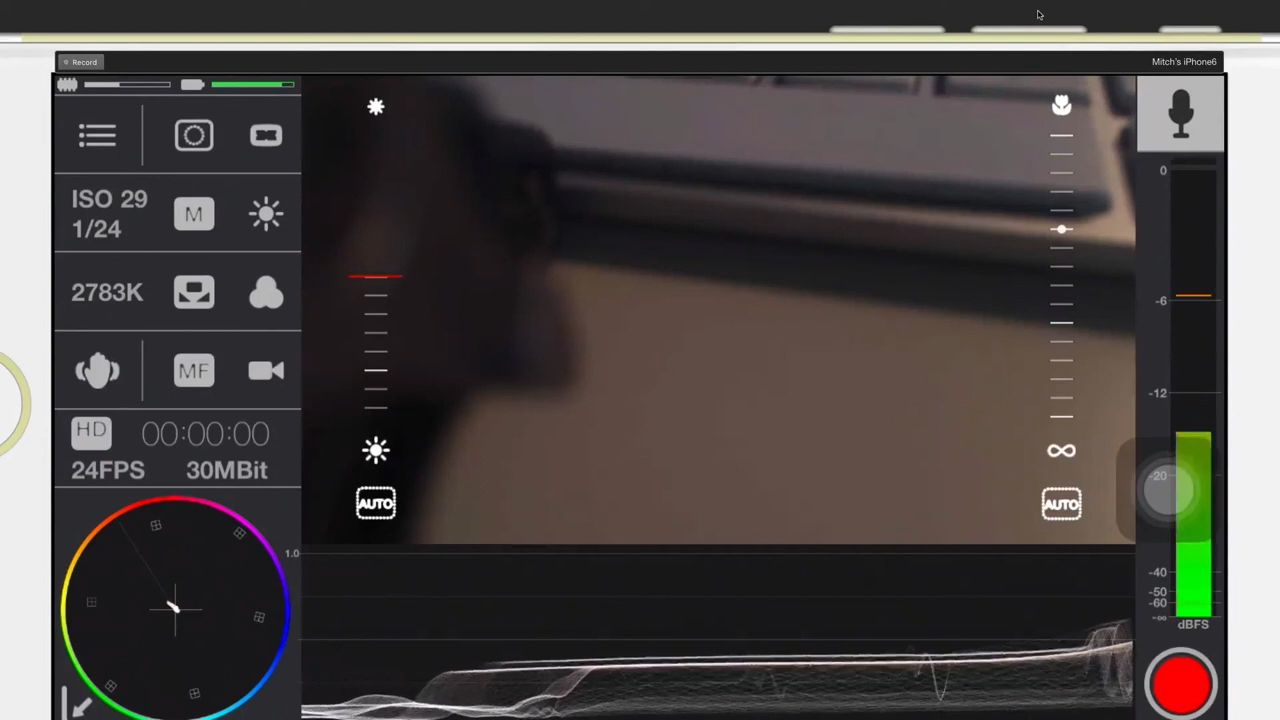 Record
Mitch's iPhone6
ISO 29
1/24
M
2783K
MF
HD
00:00:00
24FPS
30MBit
AUTO
AUTO
1.0
0
-6
-12
-20
-40
-50
-60
-∞
dBFS